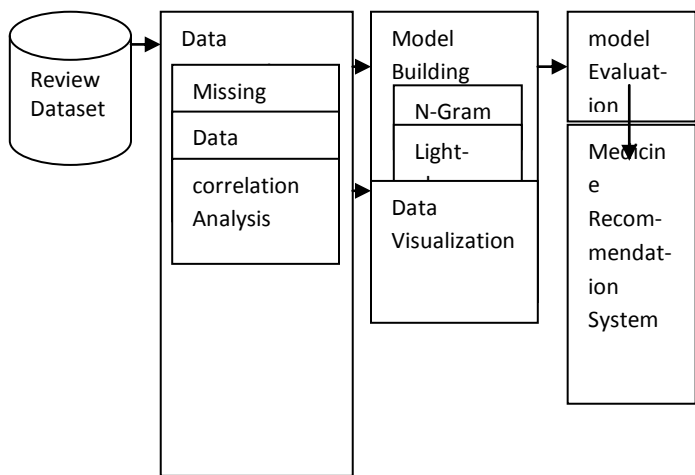 Review
Dataset
Data
Missing
Data
correlation
Analysis
Model
Building
N-Gram
Light-
Data
Visualization
model
Evaluat-
ion
Medicin
e
Recom-
mendat-
ion
System